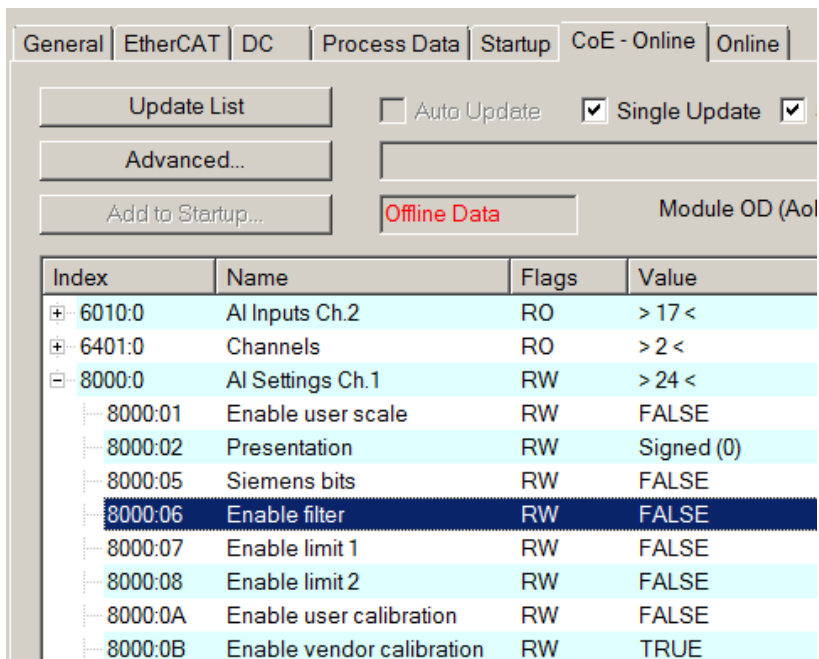 General EtherCAT DC Process Data Startup CoE - Online Online
Update List Auto Update Single Update
Advanced...
Add to Startup... Offline Data Module OD (AoE
Index Name Flags Value
6010:0 AI Inputs Ch.2 RO > 17 <
6401:0 Channels RO > 2 <
8000:0 AI Settings Ch.1 RW > 24 <
8000:01 Enable user scale RW FALSE
8000:02 Presentation RW Signed (0)
8000:05 Siemens bits RW FALSE
8000:06 Enable filter RW FALSE
8000:07 Enable limit 1 RW FALSE
8000:08 Enable limit 2 RW FALSE
8000:0A Enable user calibration RW FALSE
8000:0B Enable vendor calibration RW TRUE